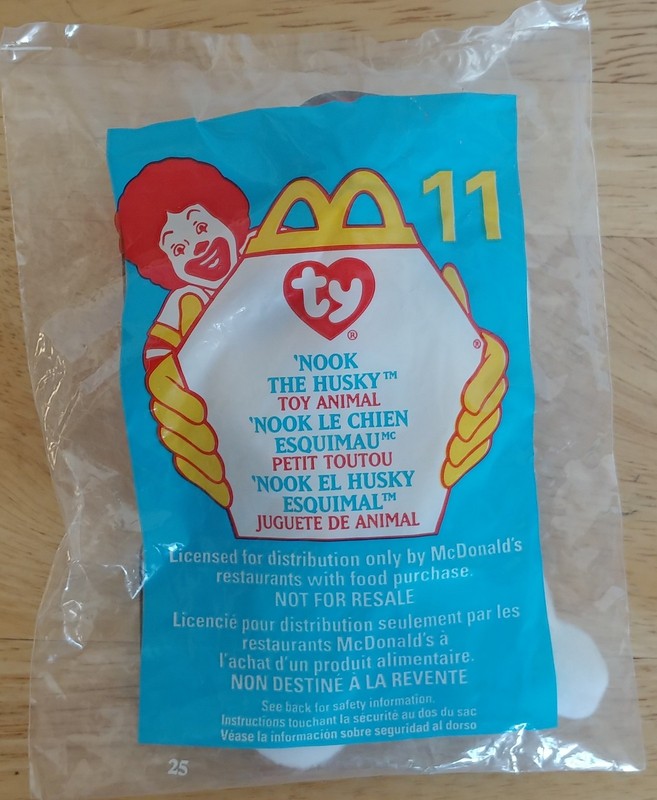 11
ty®
®
'NOOK
THE HUSKY™
TOY ANIMAL
'NOOK LE CHIEN
ESQUIMAU MC
PETIT TOUTOU
'NOOK EL HUSKY
ESQUIMAL™
JUGUETE DE ANIMAL
Licensed for distribution only by McDonald's
restaurants with food purchase.
NOT FOR RESALE
Licencié pour distribution seulement par les
restaurants McDonald's à
l'achat d'un produit alimentaire.
NON DESTINÉ À LA REVENTE
See back for safety information.
Instructions touchant la sécurité au dos du sac
Véase la información sobre seguridad al dorso
25